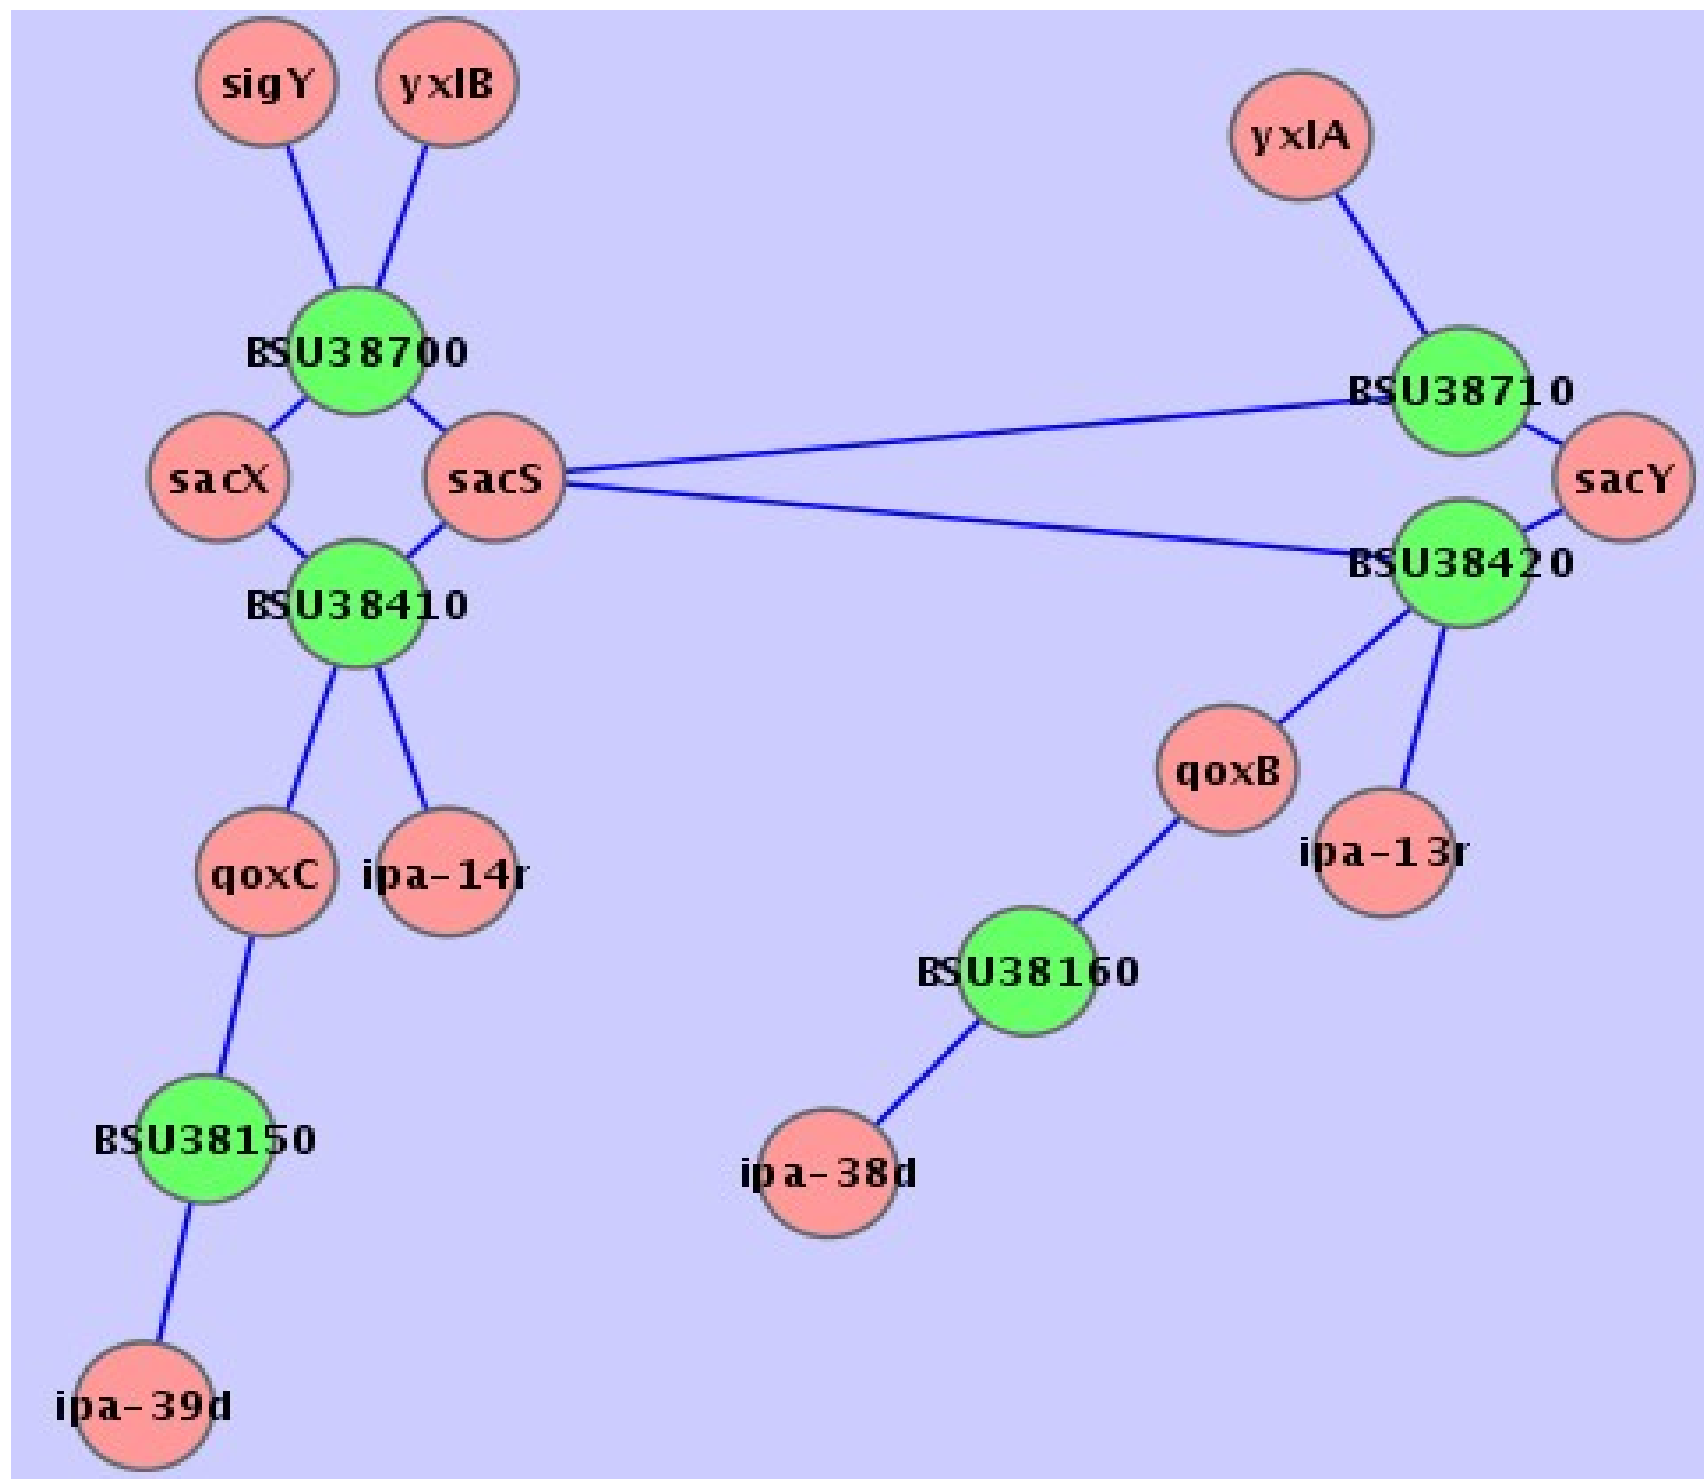 sigY
yxlB
yxlA
BSU38700
BSU38710
sacX
sacS
sacY
BSU38420
BSU38410
qoxB
ipa-13r
qoxC
ipa-14r
BSU38160
BSU38150
ipa-38d
ipa-39d